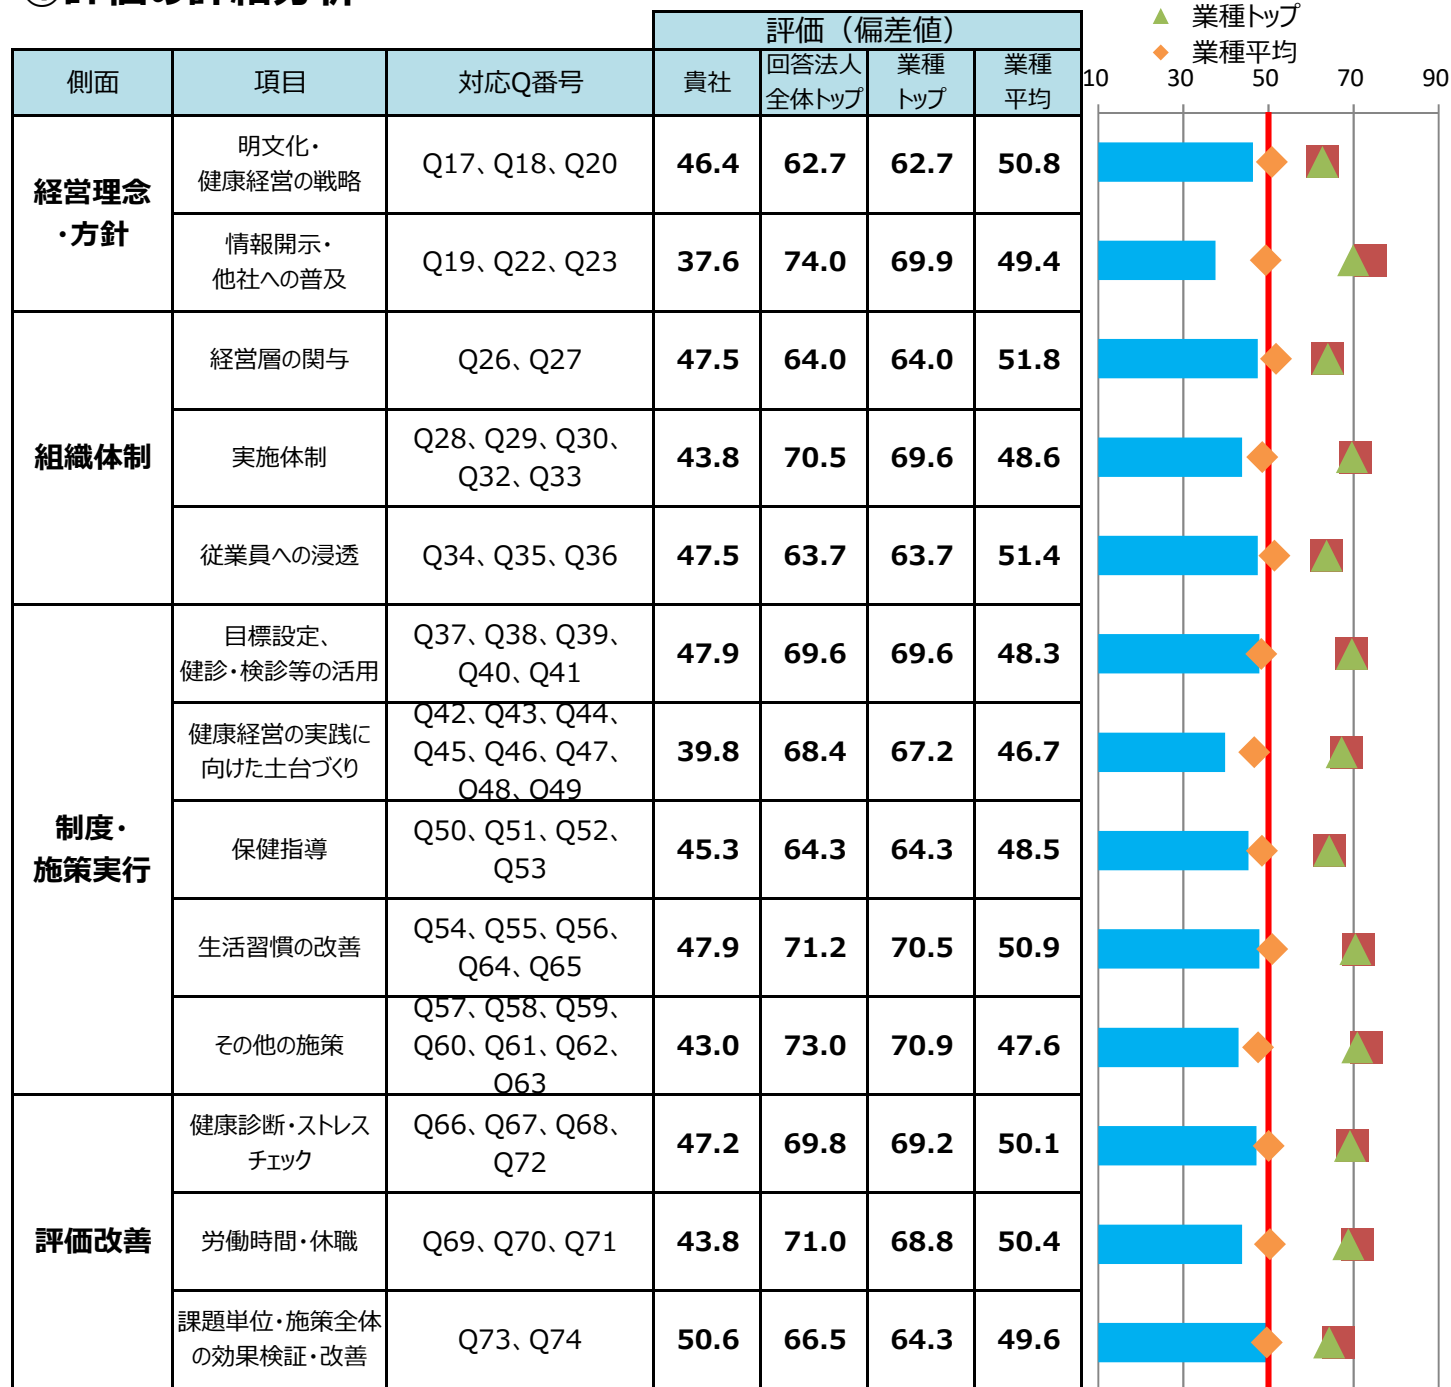 評価（偏差値）
側面 項目 対応Q番号 貴社 回答法人 業種 業種
全体トップ トップ 平均
▲ 業種トップ
◆ 業種平均
10 30 50 70 90
経営理念
・方針
明文化・
健康経営の戦略
Q17、Q18、Q20 46.4 62.7 62.7 50.8
情報開示・
他社への普及
Q19、Q22、Q23 37.6 74.0 69.9 49.4
組織体制
経営層の関与 Q26、Q27 47.5 64.0 64.0 51.8
実施体制
Q28、Q29、Q30、
Q32、Q33
43.8 70.5 69.6 48.6
従業員への浸透 Q34、Q35、Q36 47.5 63.7 63.7 51.4
制度・
施策実行
目標設定、
健診・検診等の活用
Q37、Q38、Q39、
Q40、Q41
47.9 69.6 69.6 48.3
健康経営の実践に
向けた土台づくり
Q42、Q43、Q44、
Q45、Q46、Q47、
Q48、Q49
39.8 68.4 67.2 46.7
保健指導
Q50、Q51、Q52、
Q53
45.3 64.3 64.3 48.5
生活習慣の改善
Q54、Q55、Q56、
Q64、Q65
47.9 71.2 70.5 50.9
その他の施策
Q57、Q58、Q59、
Q60、Q61、Q62、
Q63
43.0 73.0 70.9 47.6
評価改善
健康診断・ストレス
チェック
Q66、Q67、Q68、
Q72
47.2 69.8 69.2 50.1
労働時間・休職 Q69、Q70、Q71 43.8 71.0 68.8 50.4
課題単位・施策全体
の効果検証・改善
Q73、Q74 50.6 66.5 64.3 49.6